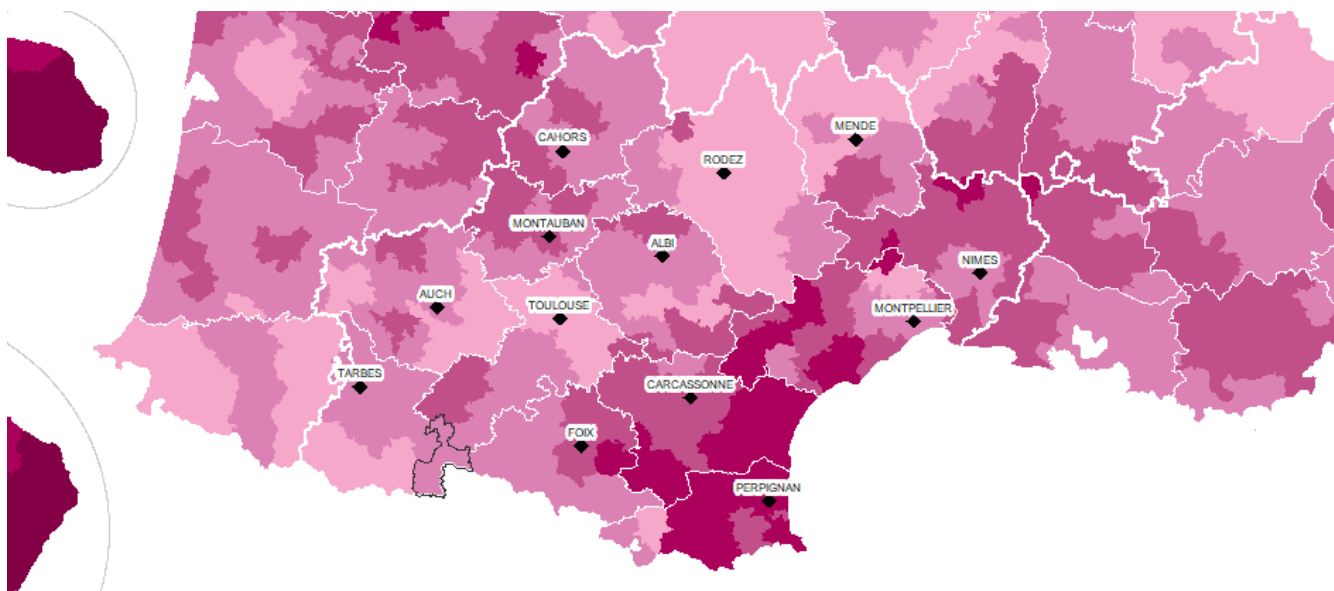 MENDE
CAHORS
RODEZ
MONTAUBAN
ALBI
NIMES
AUCH
TOULOUSE
MONTPELLIER
TARBES
CARCASSONNE
FOIX
PERPIGNAN